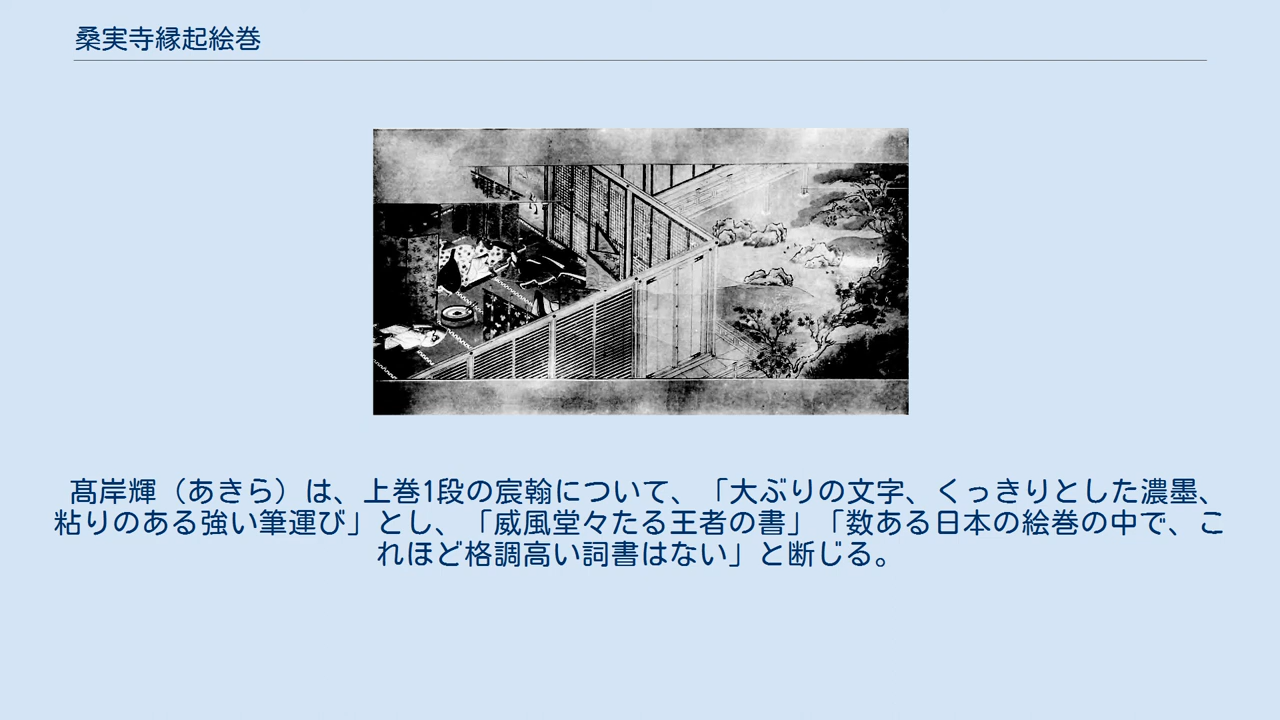 桑実寺縁起絵巻
髙岸輝（あきら）は、上巻1段の宸翰について、「大ぶりの文字、くっきりとした濃墨、
粘りのある強い筆運び」とし、「威風堂々たる王者の書」「数ある日本の絵巻の中で、こ
れほど格調高い詞書はない」と断じる。